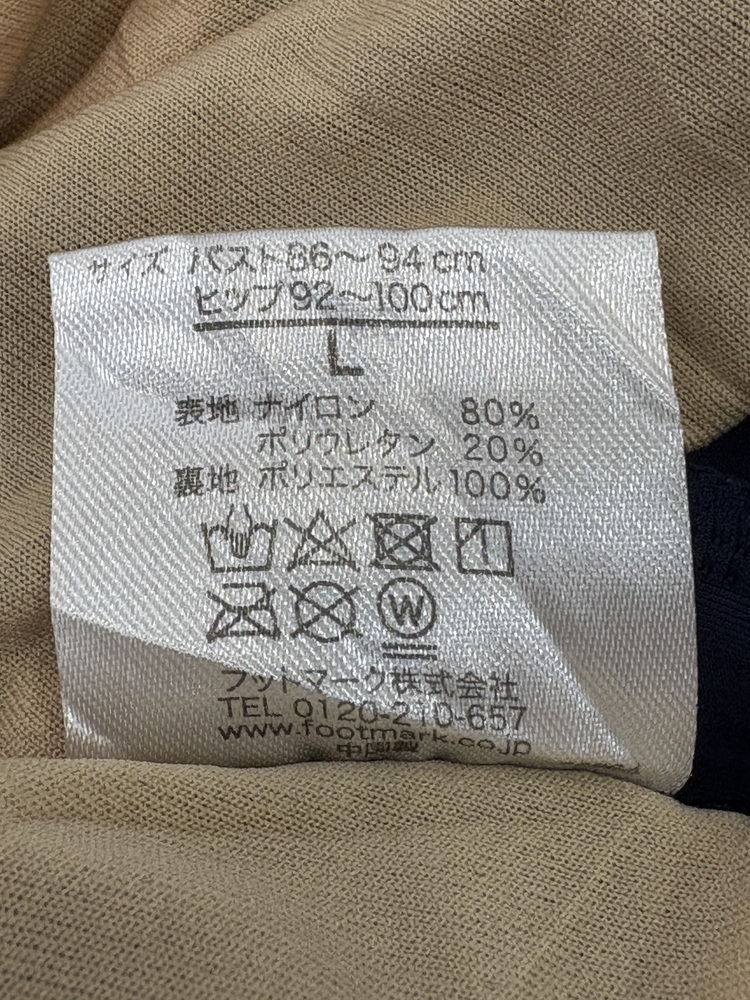 サイズ バスト86～94cm
ヒップ92～100cm
L
表地 ナイロン 80%
ポリウレタン 20%
裏地 ポリエステル 100%
W
フットマーク株式会社
TEL 0120-210-657
www.footmark.co.jp
中国製